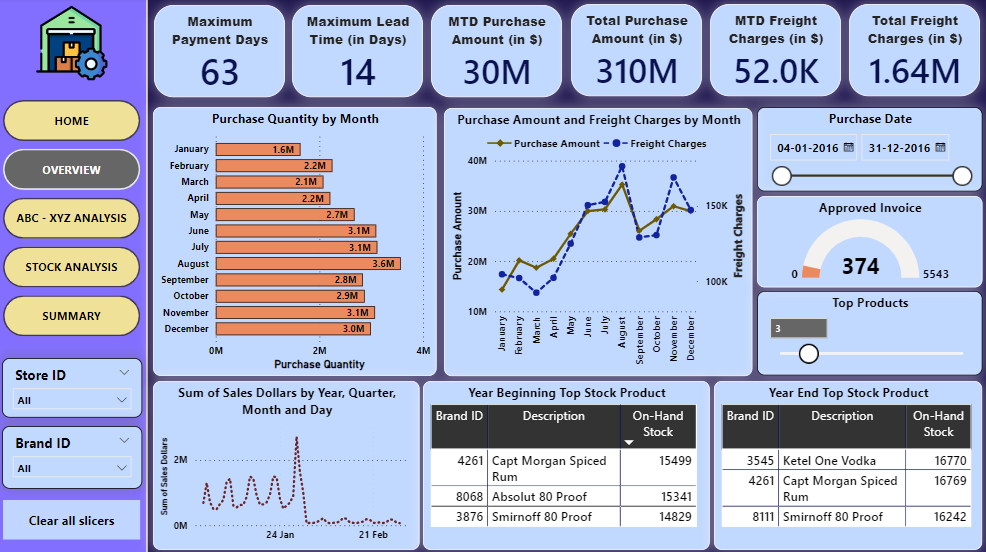 Maximum
Payment Days
63
Maximum Lead
Time (in Days)
14
MTD Purchase
Amount (in $)
30M
Total Purchase
Amount (in $)
310M
MTD Freight
Charges (in $)
52.0K
Total Freight
Charges (in $)
1.64M
HOME
OVERVIEW
ABC - XYZ ANALYSIS
STOCK ANALYSIS
SUMMARY
Store ID
All
Brand ID
All
Clear all slicers
Purchase Quantity by Month
January 1.6M
February 2.2M
March 2.1M
April 2.2M
May 2.7M
June 3.1M
July 3.1M
August 3.6M
September 2.8M
October 2.9M
November 3.1M
December 3.0M
0M 2M 4M
Purchase Quantity
Purchase Amount and Freight Charges by Month
Purchase Amount Freight Charges
Purchase Amount
40M
30M
20M
10M
150K
100K
Freight Charges
January
February
March
April
May
June
July
August
September
October
November
December
Purchase Date
04-01-2016 31-12-2016
Approved Invoice
0 374 5543
Top Products
3
Sum of Sales Dollars by Year, Quarter,
Month and Day
Sum of Sales Dollars
2M
0M
24 Jan 21 Feb
Year Beginning Top Stock Product
Brand ID Description On-Hand
Stock
4261 Capt Morgan Spiced 15499
Rum
8068 Absolut 80 Proof 15341
3876 Smirnoff 80 Proof 14829
Year End Top Stock Product
Brand ID Description On-Hand
Stock
3545 Ketel One Vodka 16770
4261 Capt Morgan Spiced 16769
Rum
8111 Smirnoff 80 Proof 16242